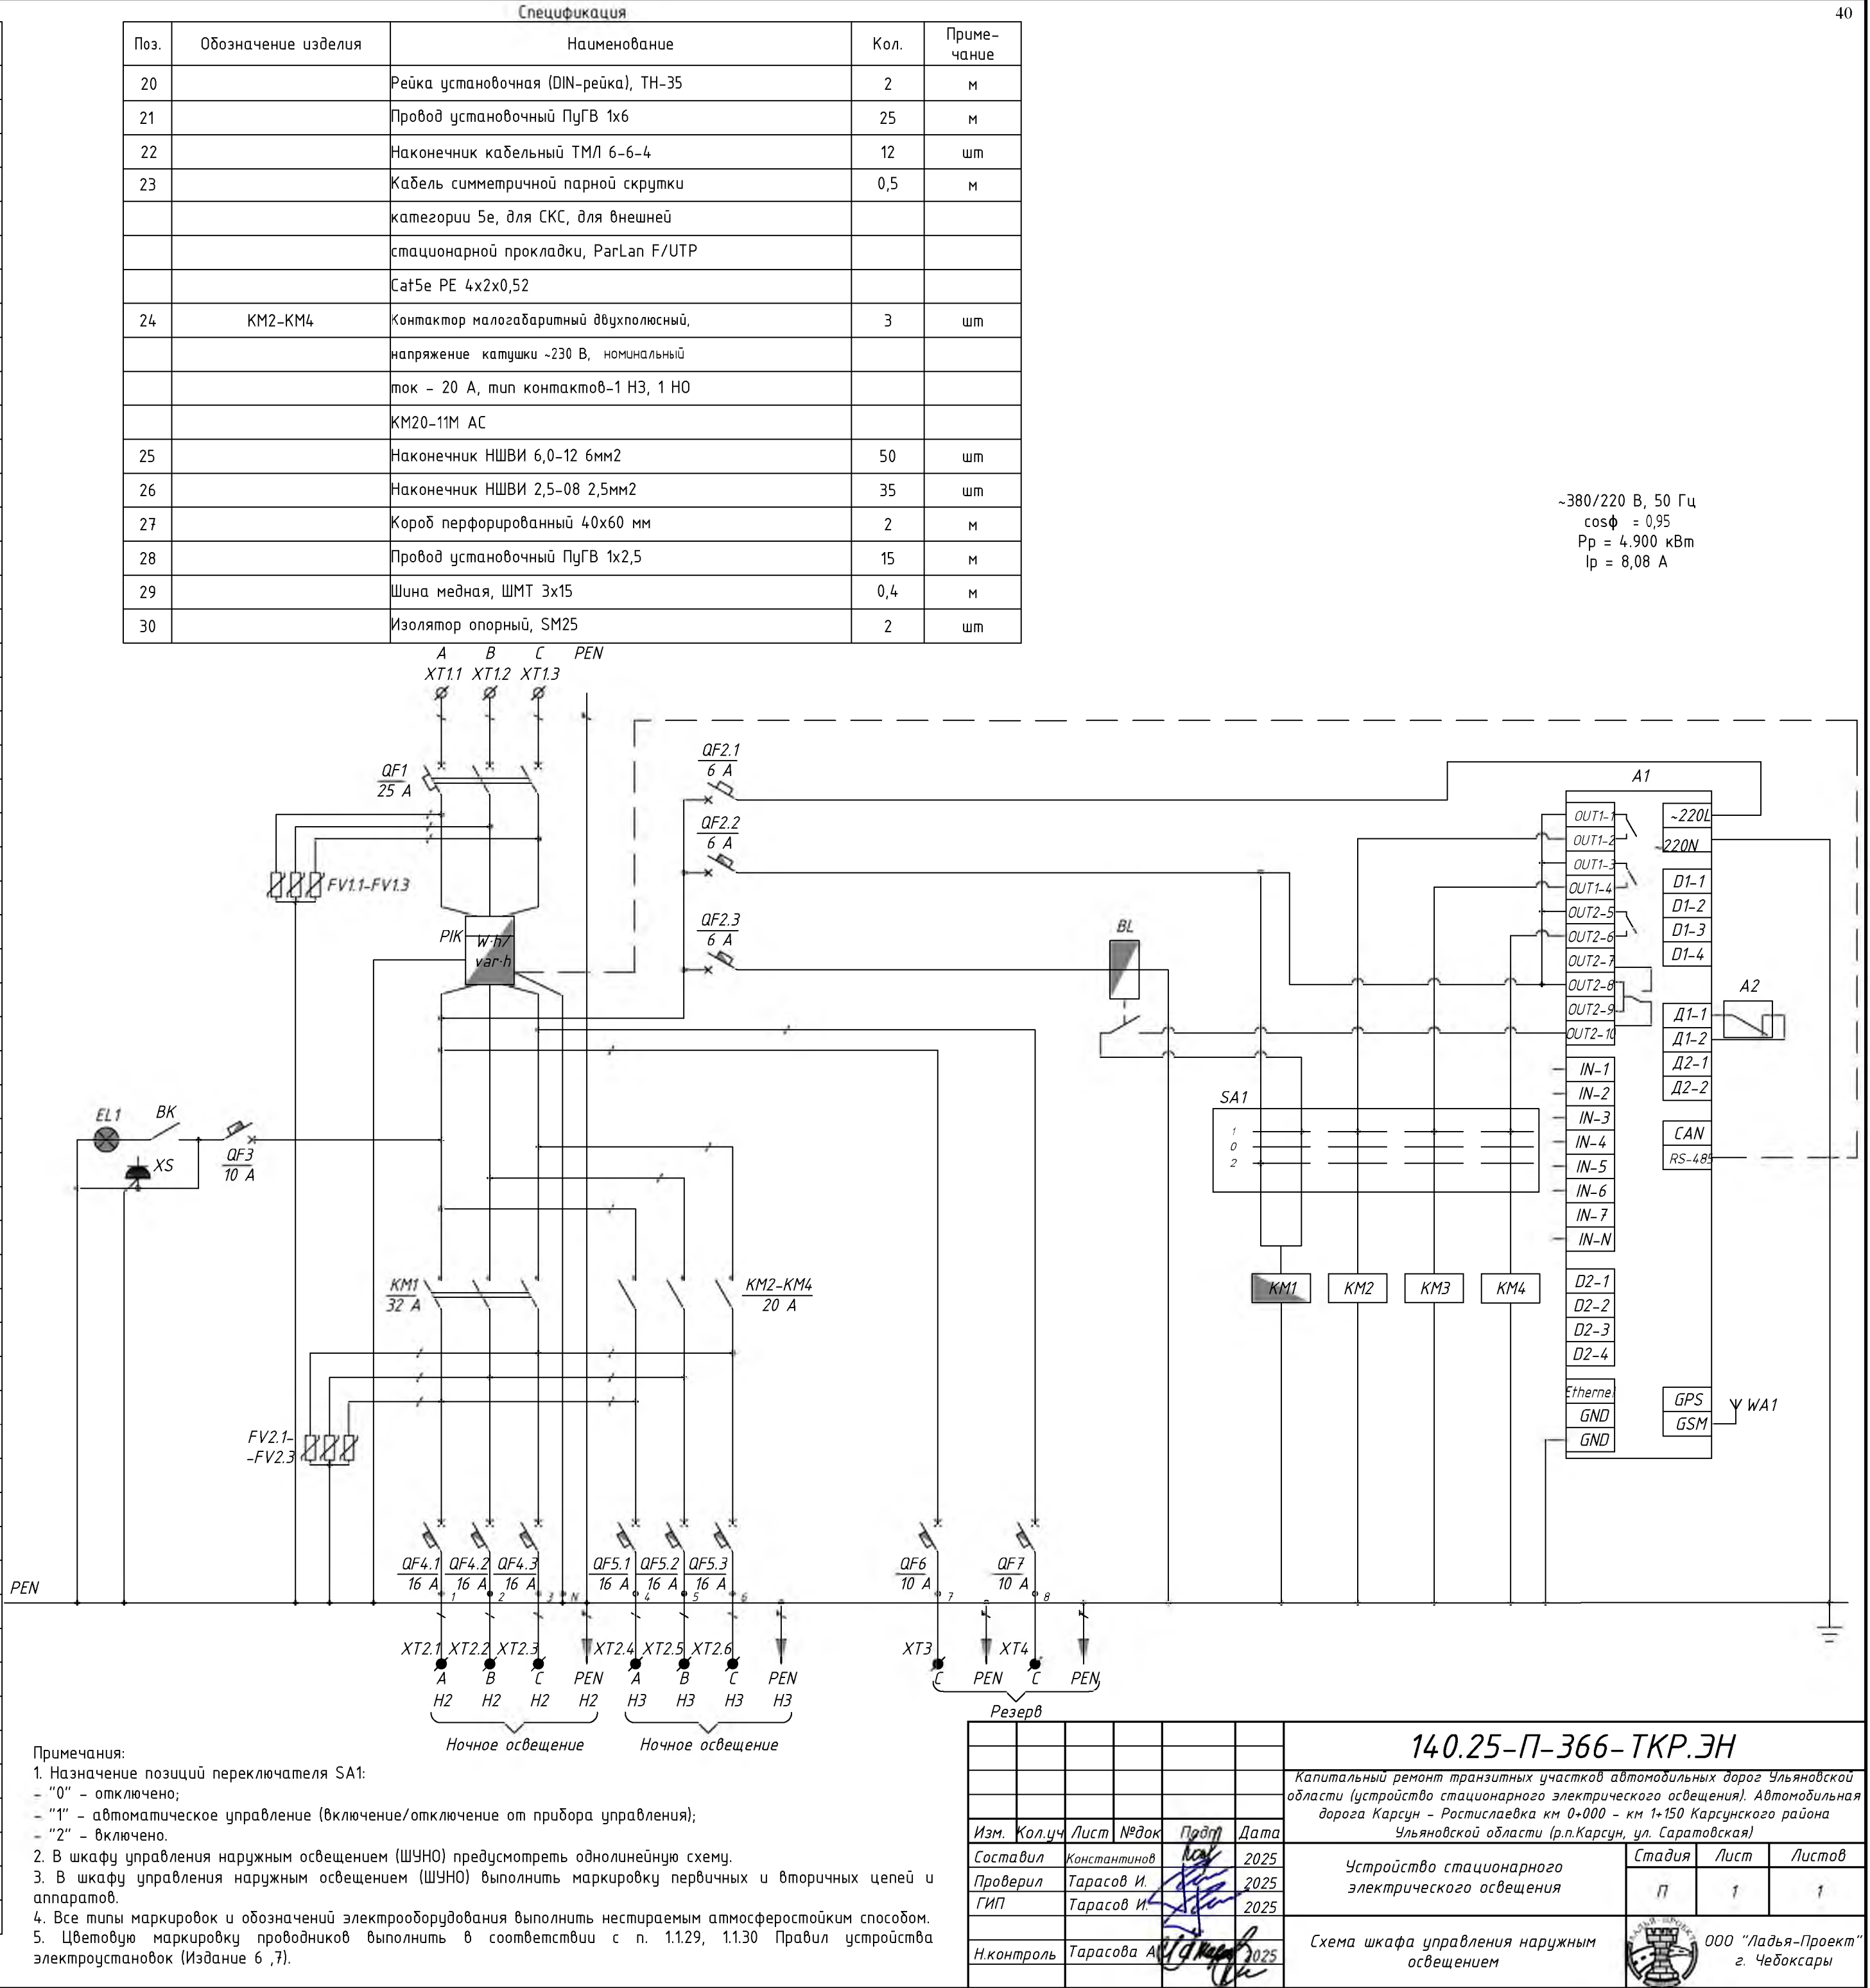 40
Спецификация
Поз. Обозначение изделия Наименование Кол. Приме-
чание
20 Рейка установочная (DIN-рейка), ТН-35 2 м
21 Провод установочный ПуГВ 1х6 25 м
22 Наконечник кабельный ТМЛ 6-6-4 12 шт
23 Кабель симметричной парной скрутки 0,5 м
категории 5е, для СКС, для внешней
стационарной прокладки, ParLan F/UTP
Cat5e PE 4х2х0,52
24 КМ2-КМ4 Контактор малогабаритный двухполюсный, 3 шт
напряжение катушки ~230 В, номинальный
ток - 20 А, тип контактов-1 НЗ, 1 НО
КМ20-11М АС
25 Наконечник НШВИ 6,0-12 6мм2 50 шт
26 Наконечник НШВИ 2,5-08 2,5мм2 35 шт
27 Короб перфорированный 40х60 мм 2 м
28 Провод установочный ПуГВ 1х2,5 15 м
29 Шина медная, ШМТ 3х15 0,4 м
30 Изолятор опорный, SM25 2 шт
~380/220 В, 50 Гц
cosф = 0,95
Рр = 4.900 кВт
Iр = 8,08 А
A B C PEN
XT1.1 XT1.2 XT1.3
QF1
25 А
FV1.1-FV1.3
PIK
W·h/
var·h
QF2.1
6 А
QF2.2
6 А
QF2.3
6 А
BL
A1
OUT1-1
OUT1-2
OUT1-3
OUT1-4
OUT2-5
OUT2-6
OUT2-7
OUT2-8
OUT2-9
OUT2-10
IN-1
IN-2
IN-3
IN-4
IN-5
IN-6
IN-7
IN-N
D2-1
D2-2
D2-3
D2-4
Ethernet
GND
GND
~220L
~220N
D1-1
D1-2
D1-3
D1-4
Д1-1
Д1-2
Д2-1
Д2-2
CAN
RS-485
GPS
GSM
A2
WA1
EL1 BK
XS
QF3
10 А
SA1
1
0
2
KM1
32 А
KM2-KM4
20 А
KM1 KM2 KM3 KM4
FV2.1-
-FV2.3
QF4.1 QF4.2 QF4.3 QF5.1 QF5.2 QF5.3 QF6 QF7
16 А 16 А 16 А 16 А 16 А 16 А 10 А 10 А
PEN
1 2 3 N 4 5 6 7 8
XT2.1 XT2.2 XT2.3 XT2.4 XT2.5 XT2.6 XT3 XT4
A B C PEN A B C PEN C PEN C PEN
Н2 Н2 Н2 Н2 Н3 Н3 Н3 Н3
Резерв
Ночное освещение Ночное освещение
Примечания:
1. Назначение позиций переключателя SA1:
- "0" - отключено;
- "1" - автоматическое управление (включение/отключение от прибора управления);
- "2" - включено.
2. В шкафу управления наружным освещением (ШУНО) предусмотреть однолинейную схему.
3. В шкафу управления наружным освещением (ШУНО) выполнить маркировку первичных и вторичных цепей и
аппаратов.
4. Все типы маркировок и обозначений электрооборудования выполнить нестираемым атмосферостойким способом.
5. Цветовую маркировку проводников выполнить в соответствии с п. 1.1.29, 1.1.30 Правил устройства
электроустановок (Издание 6 ,7).
140.25-П-366-ТКР.ЭН
Капитальный ремонт транзитных участков автомобильных дорог Ульяновской
области (устройство стационарного электрического освещения). Автомобильная
дорога Карсун - Ростислаевка км 0+000 - км 1+150 Карсунского района
Ульяновской области (р.п.Карсун, ул. Саратовская)
Изм. Кол.уч Лист №док Подп Дата
Составил Константинов 2025
Проверил Тарасов И. 2025
ГИП Тарасов И. 2025
Н.контроль Тарасова А 2025
Устройство стационарного
электрического освещения
Стадия Лист Листов
П 1 1
Схема шкафа управления наружным
освещением
ООО "Ладья-Проект"
г. Чебоксары